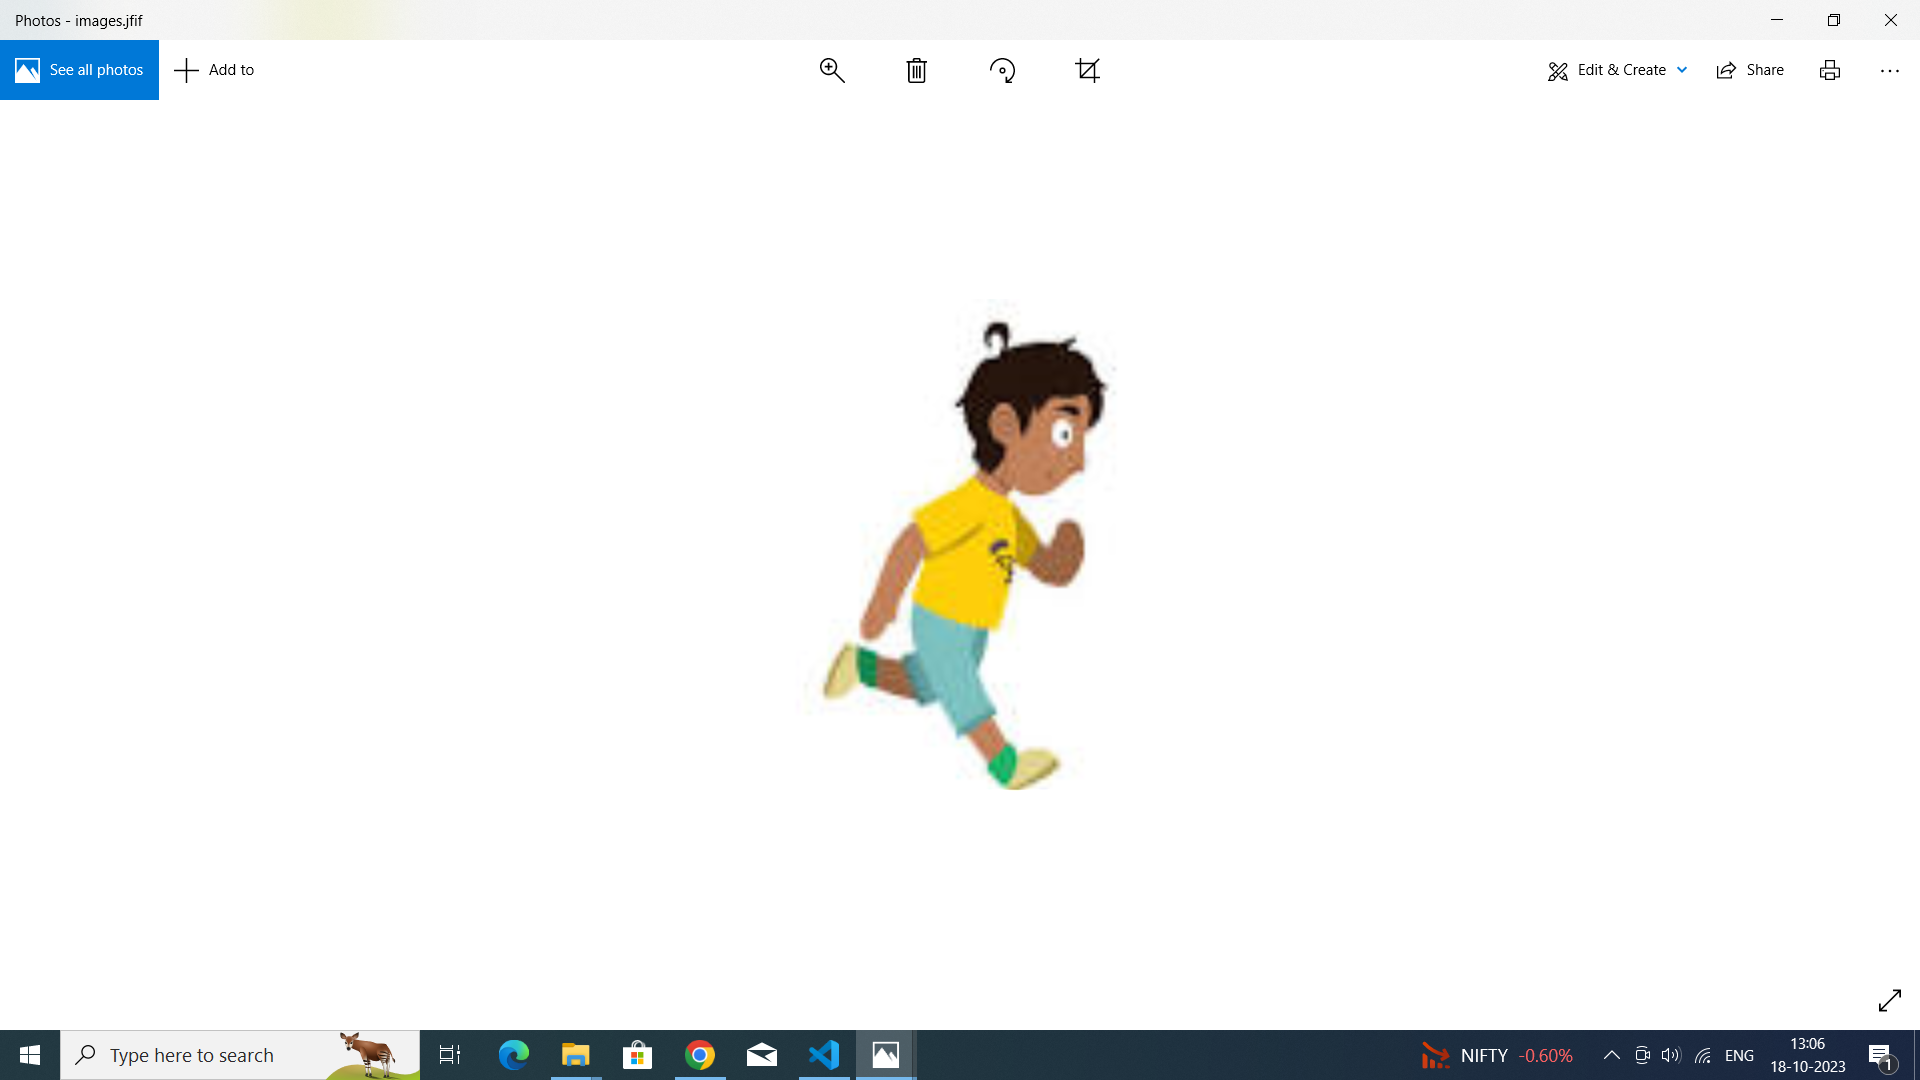 Photos - images.jfif
See all photos
Add to
Edit & Create
Share
Type here to search
NIFTY -0.60%
ENG
13:06
18-10-2023
1